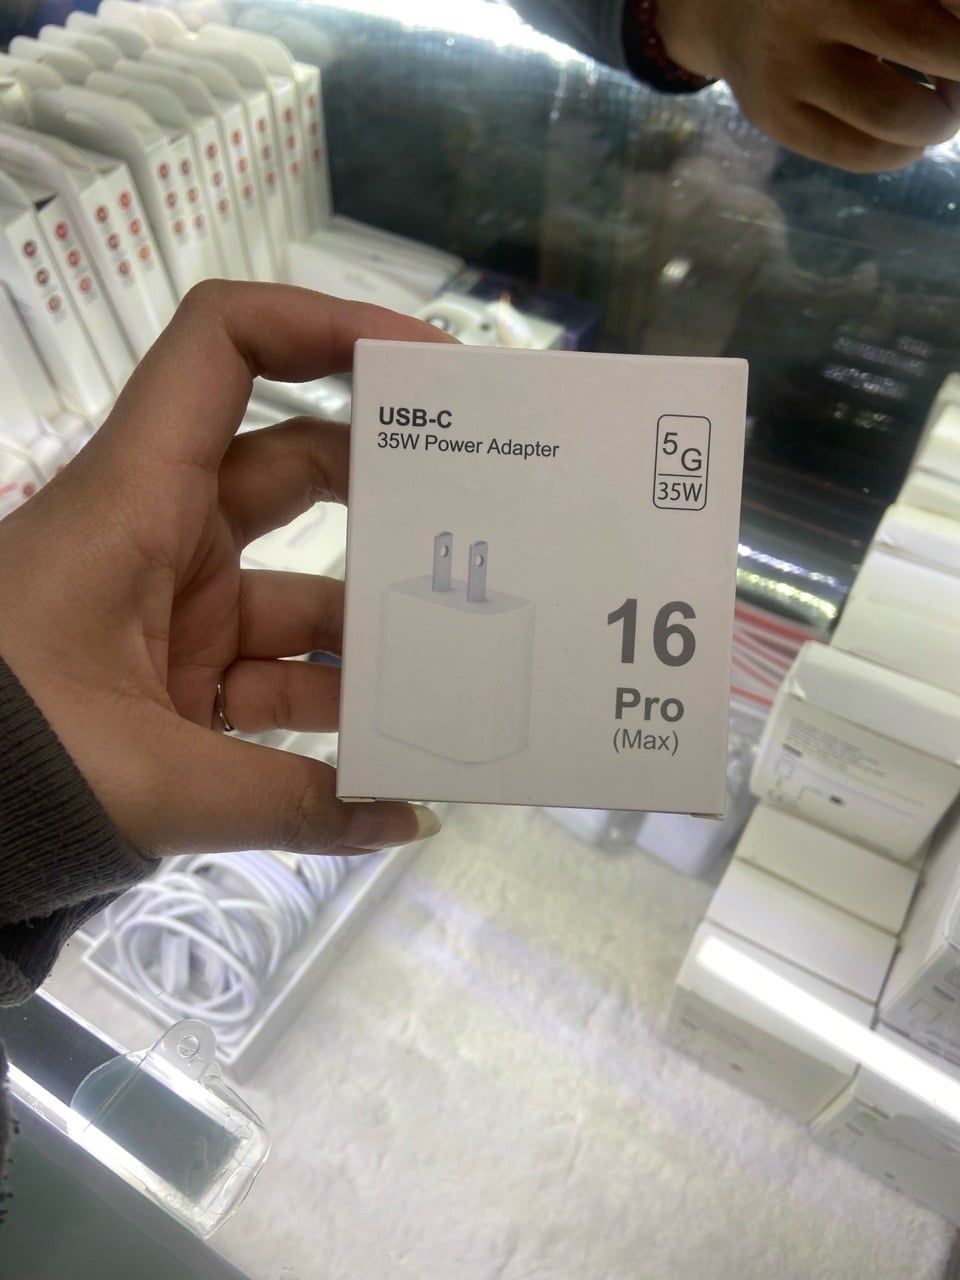 USB-C
35W Power Adapter
5G
35W
16
Pro
(Max)